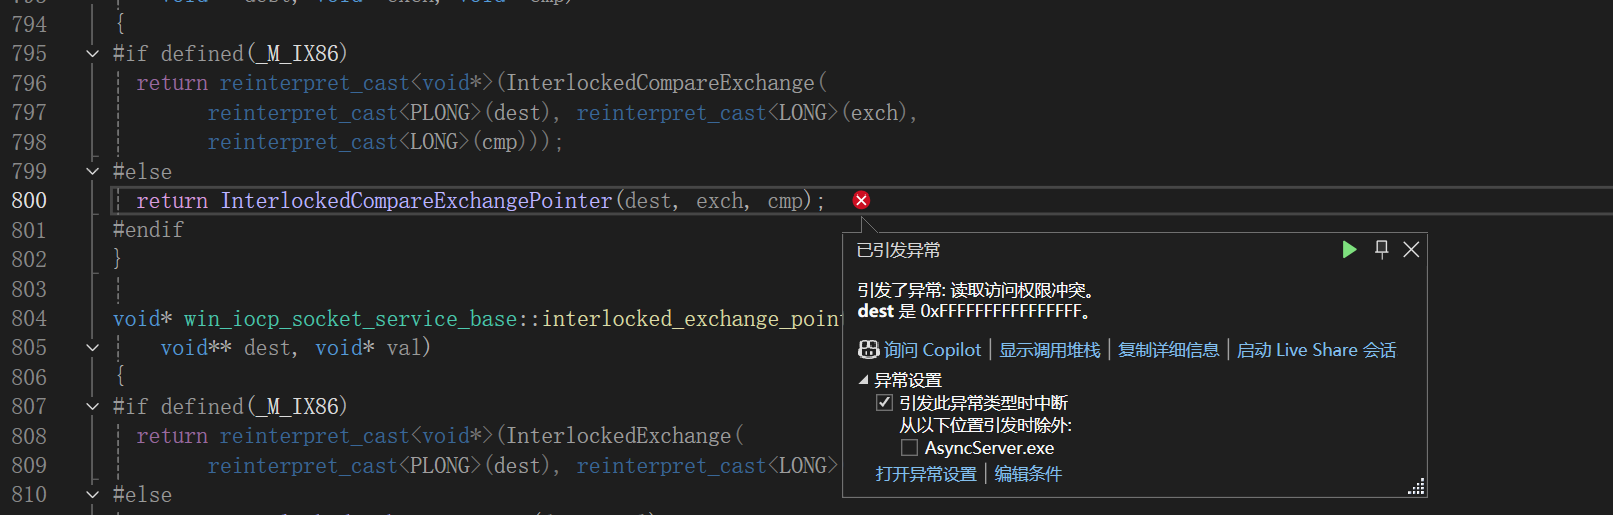 794 {
795 #if defined(_M_IX86)
796 return reinterpret_cast<void*>(InterlockedCompareExchange(
797 reinterpret_cast<PLONG>(dest), reinterpret_cast<LONG>(exch),
798 reinterpret_cast<LONG>(cmp)));
799 #else
800 return InterlockedCompareExchangePointer(dest, exch, cmp);
801 #endif
802 }
803
804 void* win_iocp_socket_service_base::interlocked_exchange_point
805 void** dest, void* val)
806 {
807 #if defined(_M_IX86)
808 return reinterpret_cast<void*>(InterlockedExchange(
809 reinterpret_cast<PLONG>(dest), reinterpret_cast<LONG>
810 #else
已引发异常
引发了异常: 读取访问权限冲突。
dest 是 0xFFFFFFFFFFFFFFFF。
询问 Copilot | 显示调用堆栈 | 复制详细信息 | 启动 Live Share 会话
异常设置
引发此异常类型时中断
从以下位置引发时除外:
AsyncServer.exe
打开异常设置 | 编辑条件